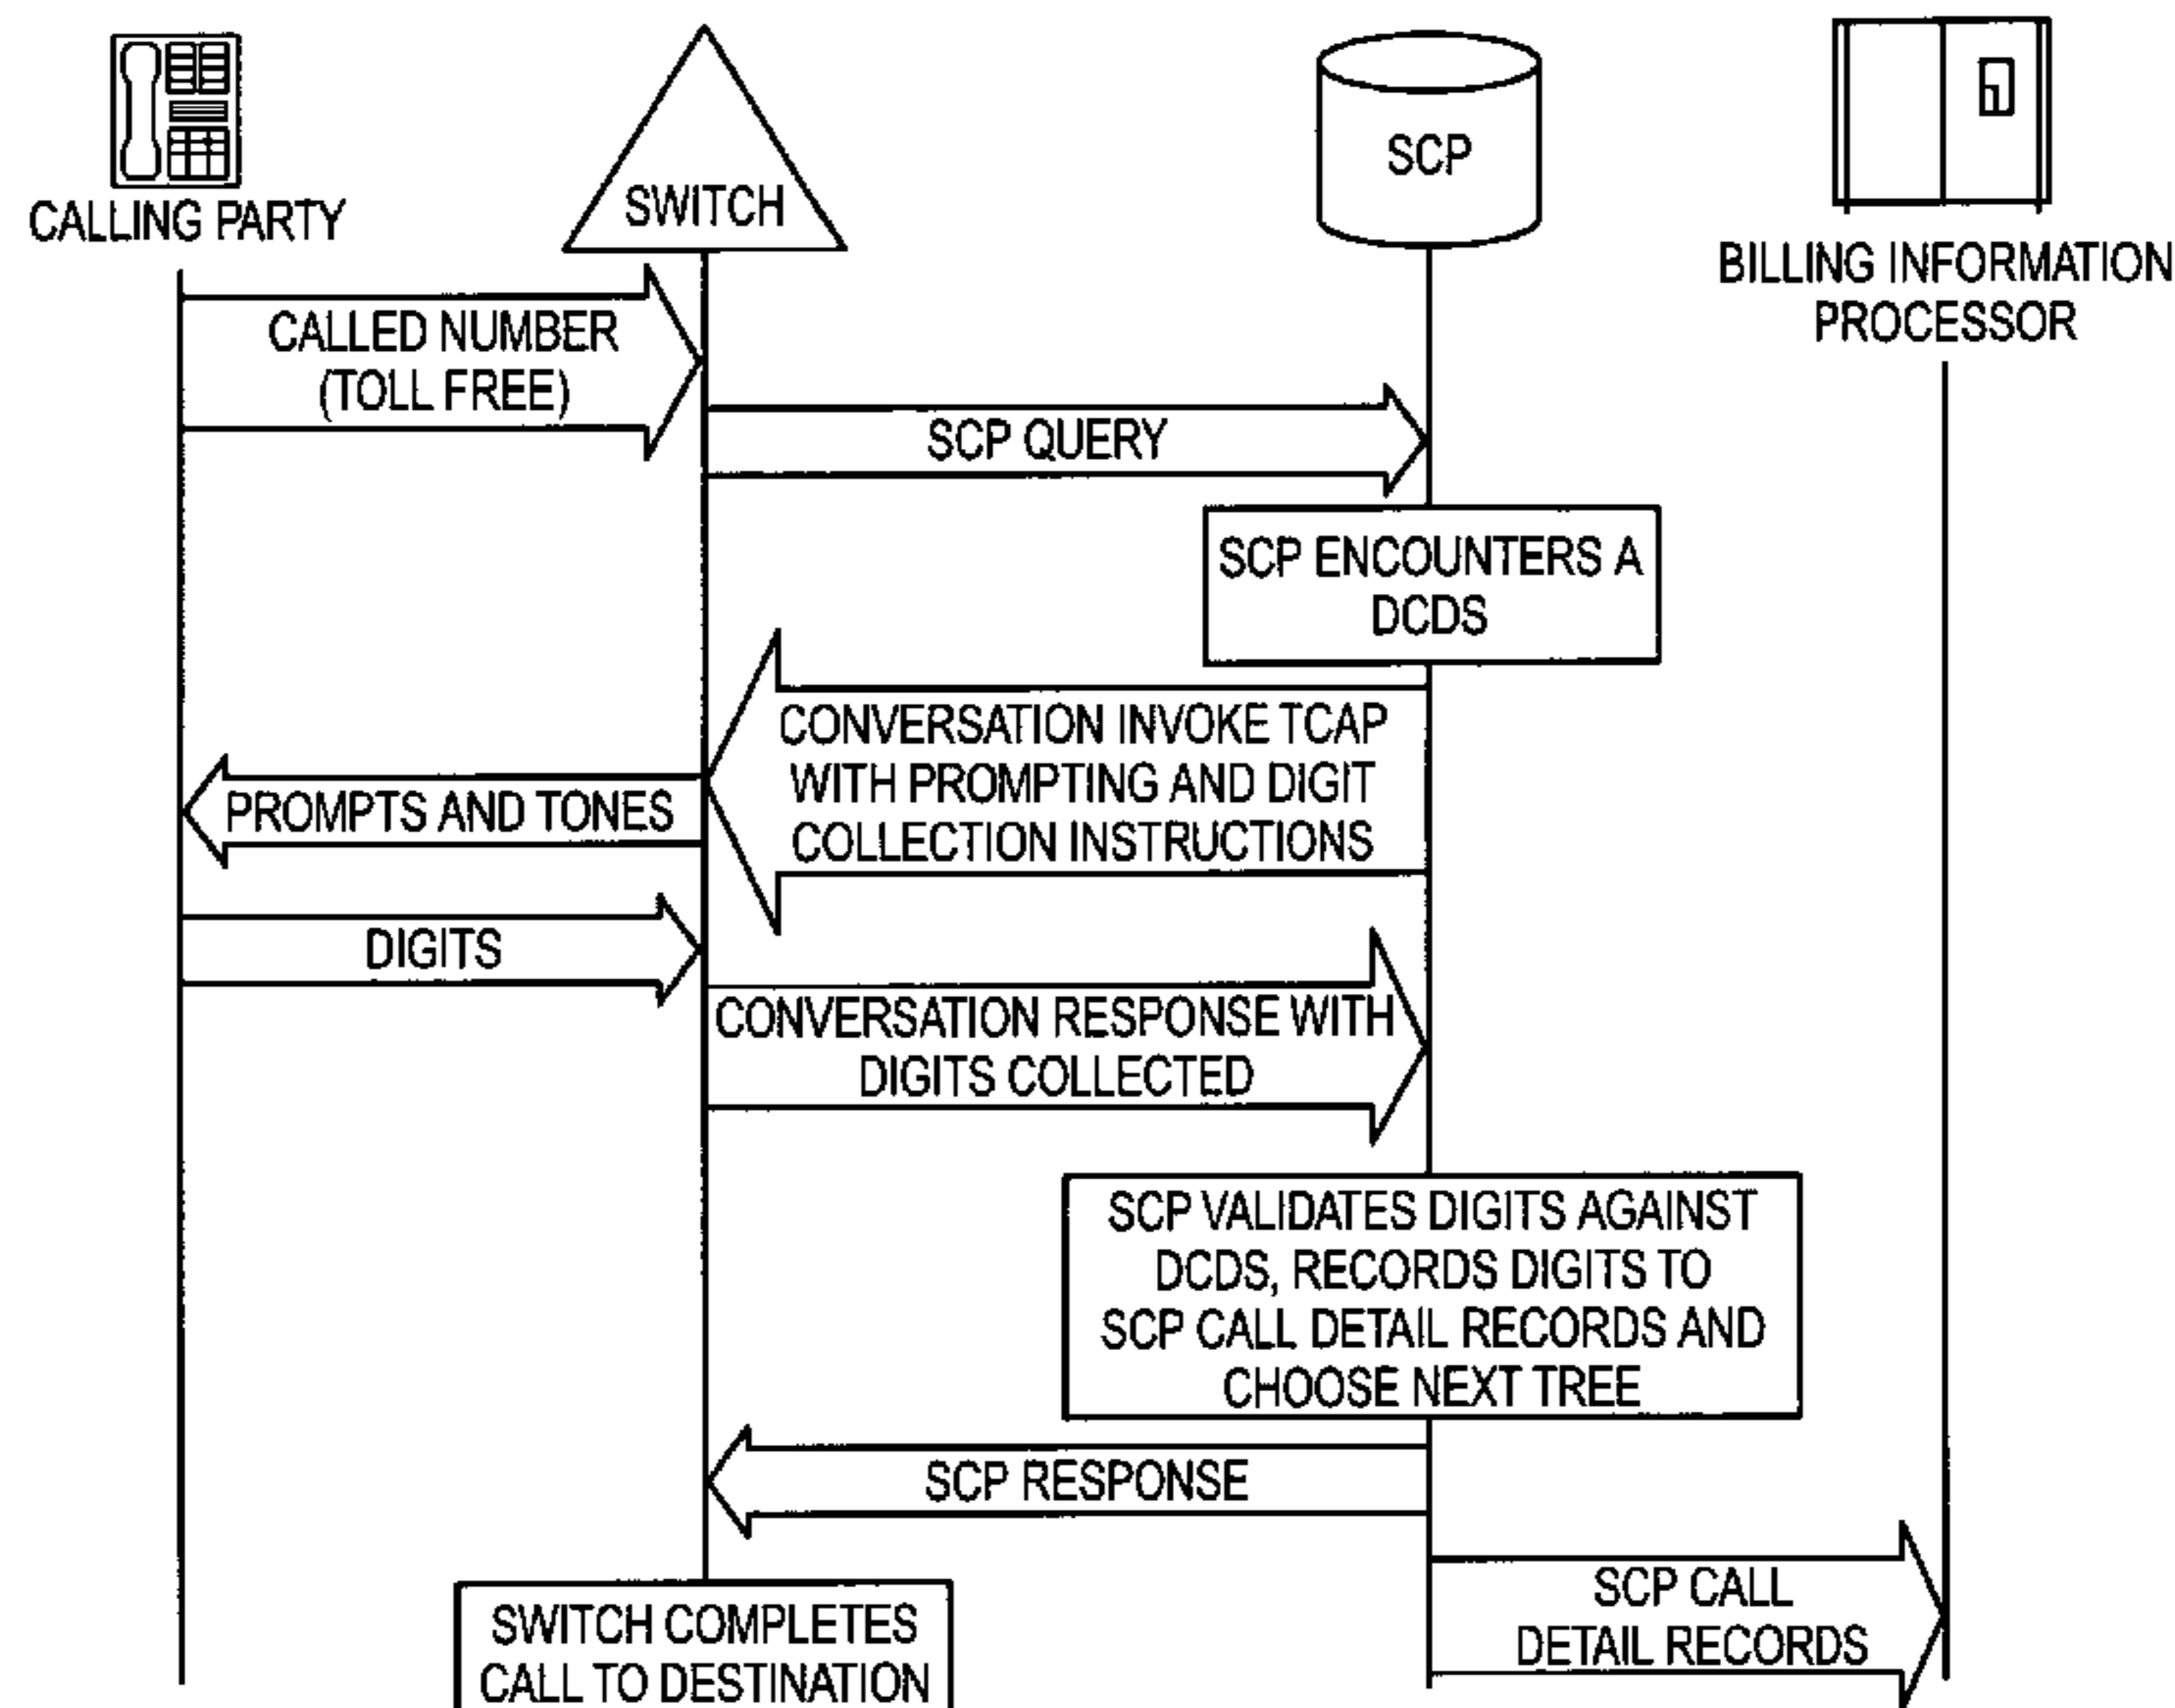 CALLING PARTY
SWITCH
SCP
BILLING INFORMATION
PROCESSOR
CALLED NUMBER
(TOLL FREE)
SCP QUERY
SCP ENCOUNTERS A
DCDS
CONVERSATION INVOKE TCAP
WITH PROMPTING AND DIGIT
COLLECTION INSTRUCTIONS
PROMPTS AND TONES
DIGITS
CONVERSATION RESPONSE WITH
DIGITS COLLECTED
SCP VALIDATES DIGITS AGAINST
DCDS, RECORDS DIGITS TO
SCP CALL DETAIL RECORDS AND
CHOOSE NEXT TREE
SCP RESPONSE
SCP CALL
DETAIL RECORDS
SWITCH COMPLETES
CALL TO DESTINATION